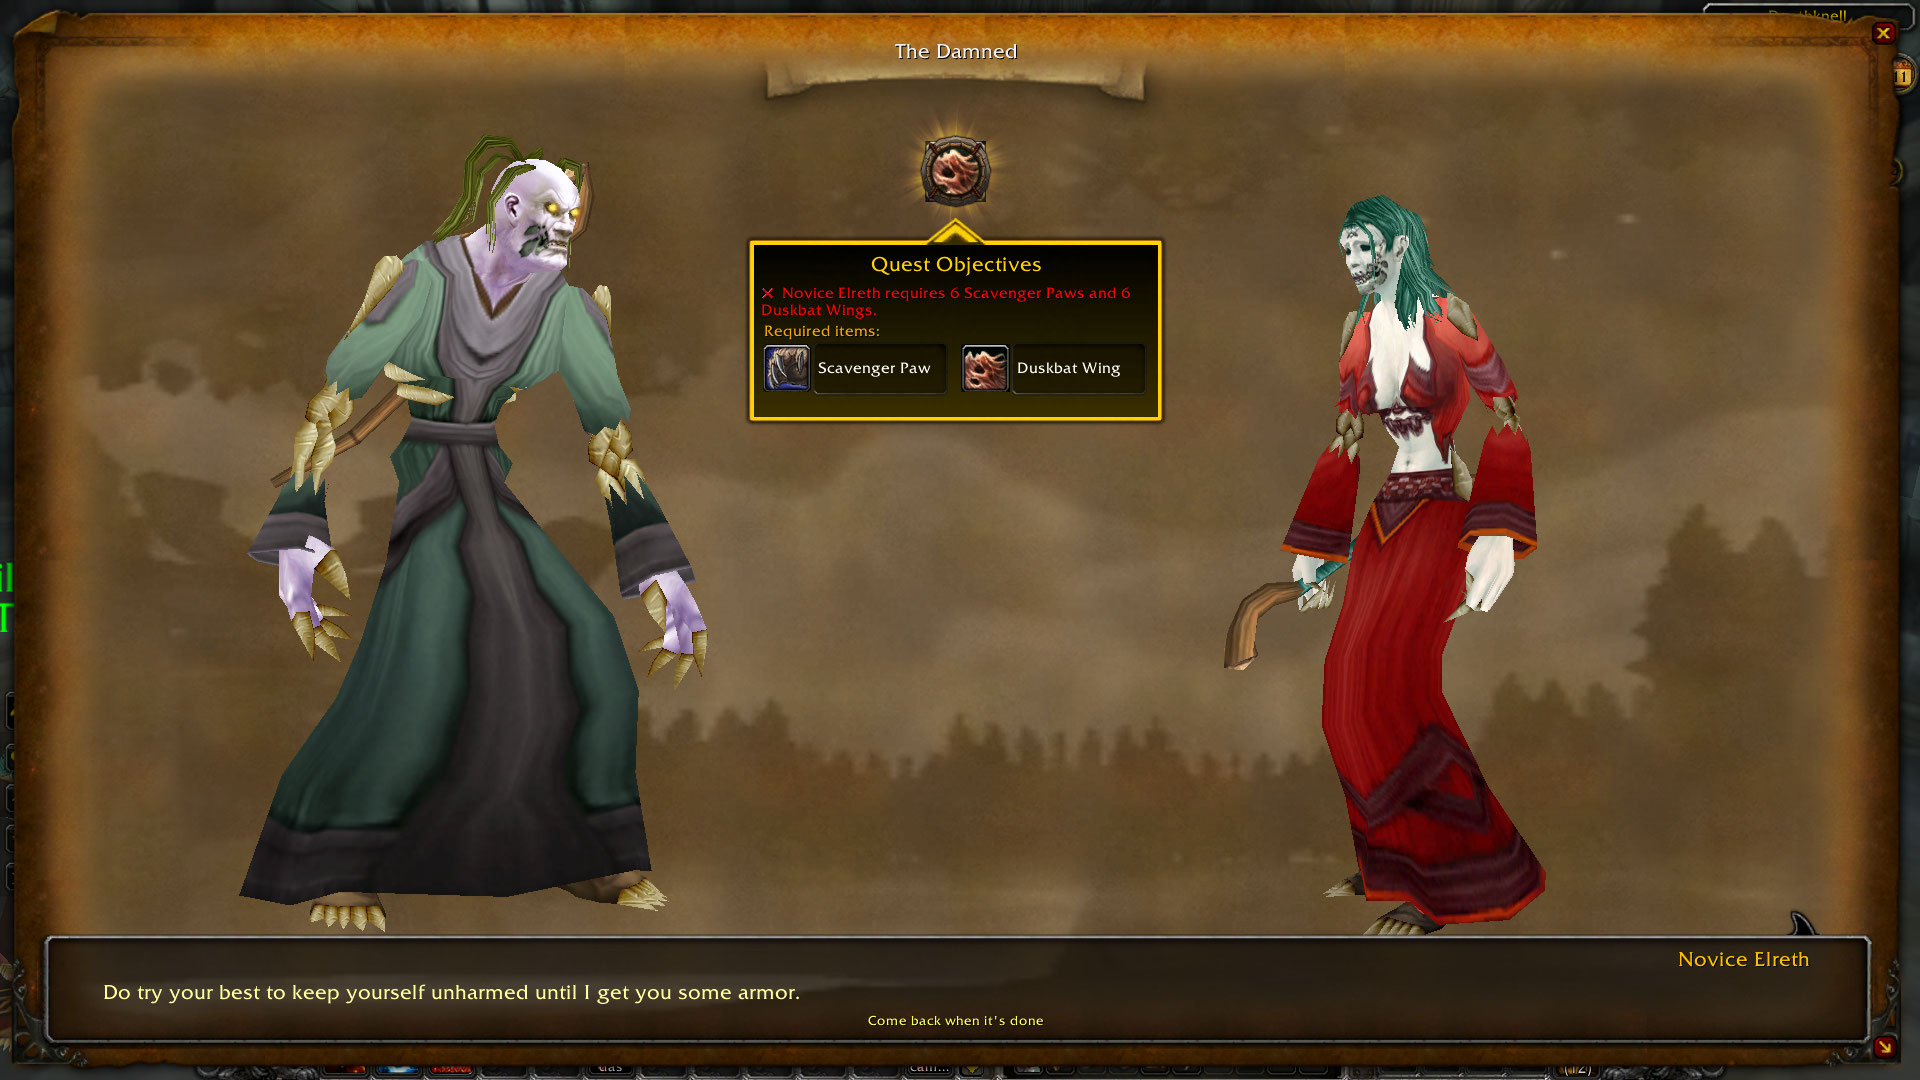 The Damned
11
Quest Objectives
Novice Elreth requires 6 Scavenger Paws and 6
Duskbat Wings.
Required items:
Scavenger Paw
Duskbat Wing
Novice Elreth
Do try your best to keep yourself unharmed until I get you some armor.
Come back when it's done
(12)